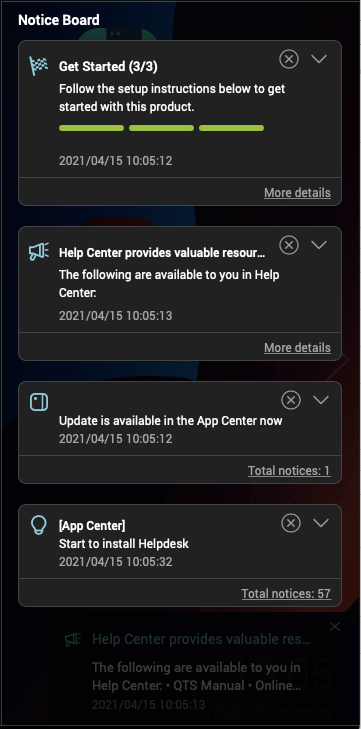 Notice Board
Get Started (3/3)
Follow the setup instructions below to get
started with this product.
2021/04/15 10:05:12
More details
Help Center provides valuable resour...
The following are available to you in Help
Center:
2021/04/15 10:05:13
More details
Update is available in the App Center now
2021/04/15 10:05:12
Total notices: 1
[App Center]
Start to install Helpdesk
2021/04/15 10:05:32
Total notices: 57
Help Center provides valuable res...
The following are available to you in
Help Center: • QTS Manual • Online...
2021/04/15 10:05:13
05
Thursday